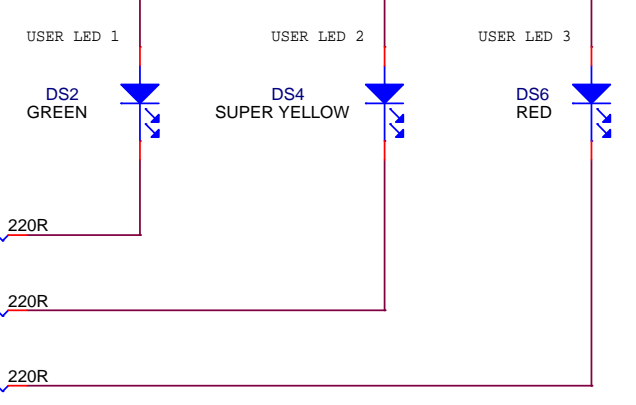 USER LED 1
USER LED 2
USER LED 3
DS2
GREEN
DS4
SUPER YELLOW
DS6
RED
220R
220R
220R